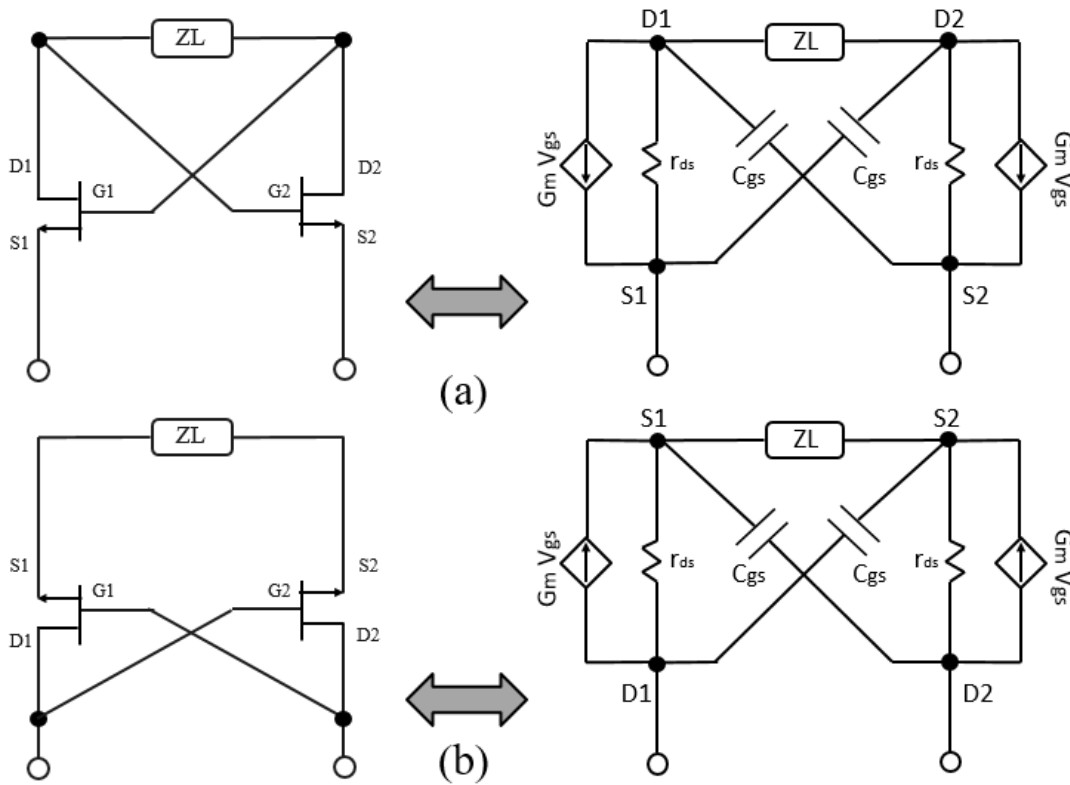 ZL
D1
D2
G1
G2
S1
S2
D1
D2
ZL
Gm Vgs
rds
Cgs
Cgs
rds
Gm Vgs
S1
S2
(a)
ZL
S1
S2
G1
G2
D1
D2
S1
S2
ZL
Gm Vgs
rds
Cgs
Cgs
rds
Gm Vgs
D1
D2
(b)